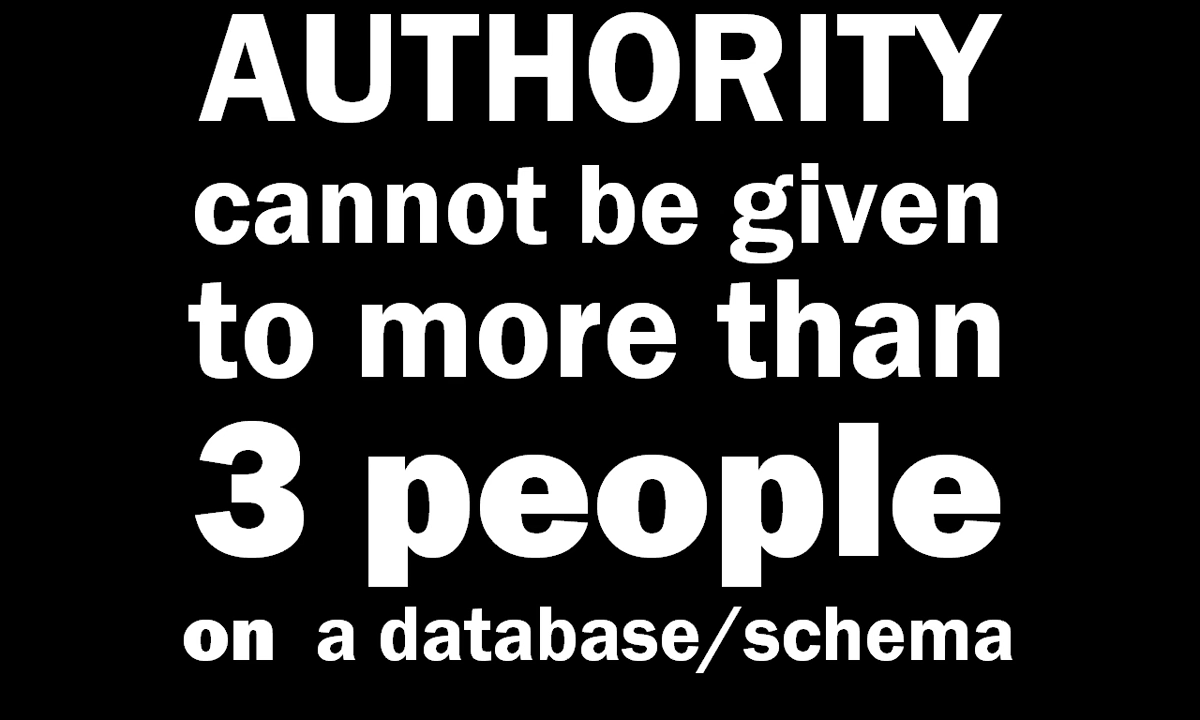 AUTHORITY
cannot be given
to more than
3 people
on a database/schema